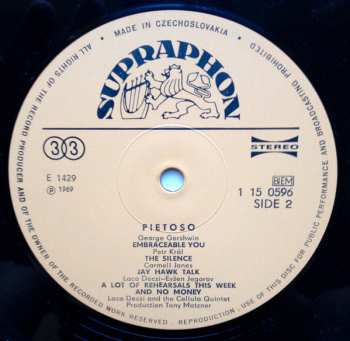 MADE IN CZECHOSLOVAKIA
ALL RIGHTS OF THE RECORD PRODUCER AND OF THE OWNER OF THE RECORDED WORK RESERVED · USE OF THIS DISC FOR PUBLIC PERFORMANCE AND BROADCASTING PROHIBITED
SUPRAPHON
33
STEREO
E 1429
℗ 1969
BIEM
1 15 0596
SIDE 2
PIETOSO
George Gershwin
EMBRACEABLE YOU
Petr Král
THE SILENCE
Carmell Jones
JAY HAWK TALK
Laco Deczi-Evžen Jegorov
A LOT OF REHEARSALS THIS WEEK
AND NO MONEY
Laco Deczi and the Cellula Quintet
Production Tony Matzner